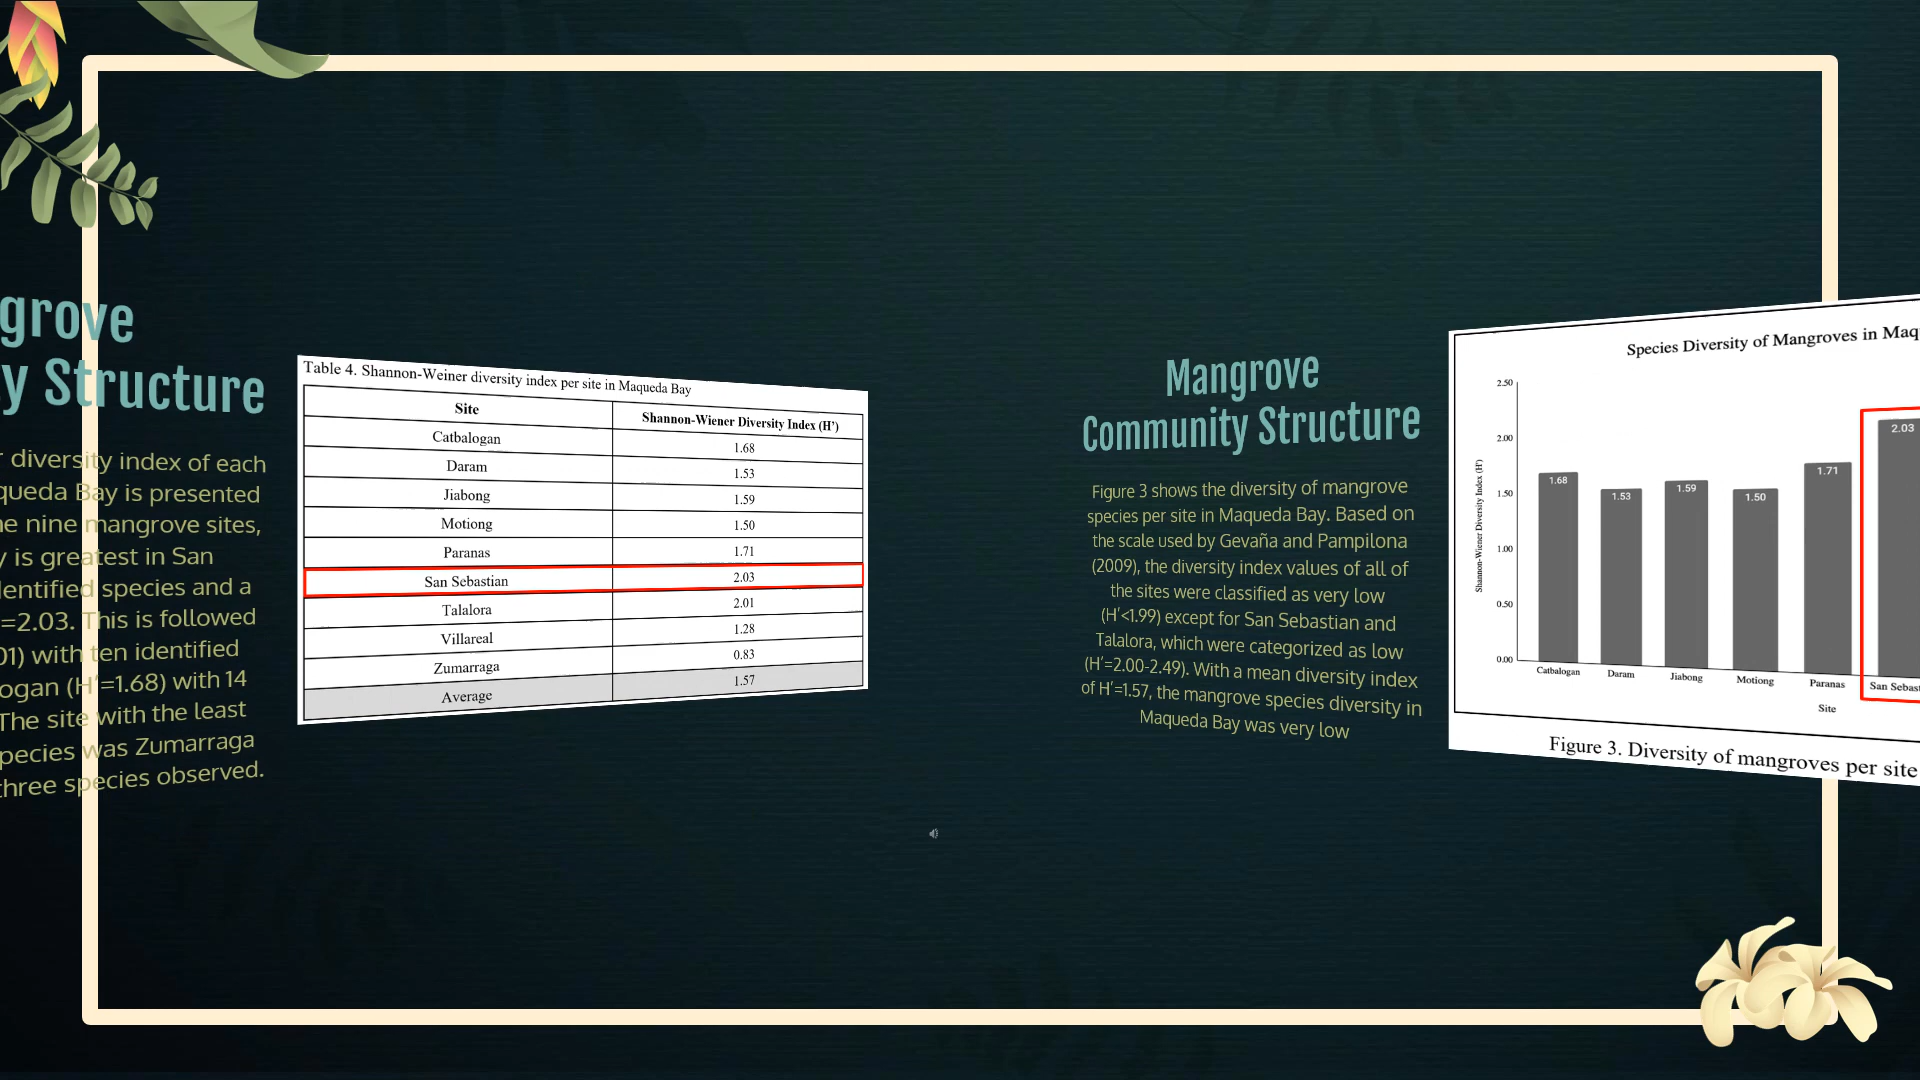 grove
y Structure
r diversity index of each
queda Bay is presented
e nine mangrove sites,
y is greatest in San
dentified species and a
=2.03. This is followed
01) with ten identified
ogan (H′=1.68) with 14
The site with the least
pecies was Zumarraga
three species observed.
Table 4. Shannon-Weiner diversity index per site in Maqueda Bay
Site Shannon-Wiener Diversity Index (H’)
Catbalogan 1.68
Daram 1.53
Jiabong 1.59
Motiong 1.50
Paranas 1.71
San Sebastian 2.03
Talalora 2.01
Villareal 1.28
Zumarraga 0.83
Average 1.57
Mangrove
Community Structure
Figure 3 shows the diversity of mangrove
species per site in Maqueda Bay. Based on
the scale used by Gevaña and Pampilona
(2009), the diversity index values of all of
the sites were classified as very low
(H′<1.99) except for San Sebastian and
Talalora, which were categorized as low
(H′=2.00-2.49). With a mean diversity index
of H′=1.57, the mangrove species diversity in
Maqueda Bay was very low
Species Diversity of Mangroves in Maq
Shannon-Wiener Diversity Index (H')
2.50
2.00
1.50
1.00
0.50
0.00
1.68
1.53
1.59
1.50
1.71
2.03
Catbalogan Daram Jiabong Motiong Paranas San Sebast
Site
Figure 3. Diversity of mangroves per site